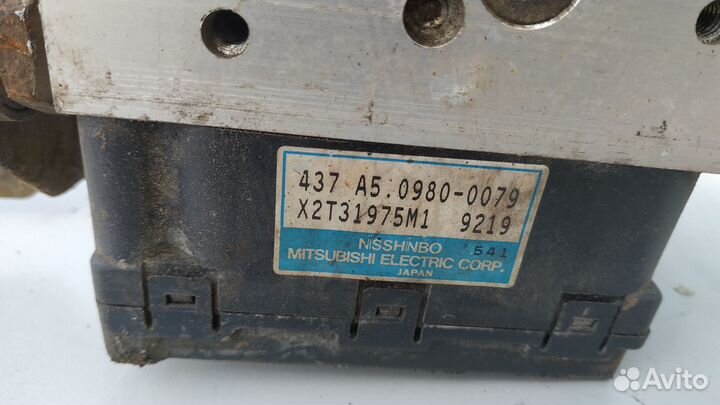 437 A5.0980-0079
X2T31975M1 9219
541
NISSHINBO
MITSUBISHI ELECTRIC CORP.
JAPAN
Avito